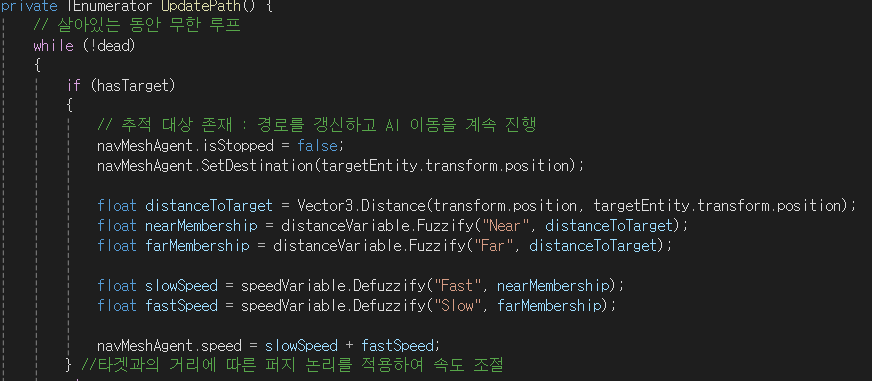 private IEnumerator UpdatePath() {
// 살아있는 동안 무한 루프
while (!dead)
{
if (hasTarget)
{
// 추적 대상 존재 : 경로를 갱신하고 AI 이동을 계속 진행
navMeshAgent.isStopped = false;
navMeshAgent.SetDestination(targetEntity.transform.position);
float distanceToTarget = Vector3.Distance(transform.position, targetEntity.transform.position);
float nearMembership = distanceVariable.Fuzzify("Near", distanceToTarget);
float farMembership = distanceVariable.Fuzzify("Far", distanceToTarget);
float slowSpeed = speedVariable.Defuzzify("Fast", nearMembership);
float fastSpeed = speedVariable.Defuzzify("Slow", farMembership);
navMeshAgent.speed = slowSpeed + fastSpeed;
} //타겟과의 거리에 따른 퍼지 논리를 적용하여 속도 조절